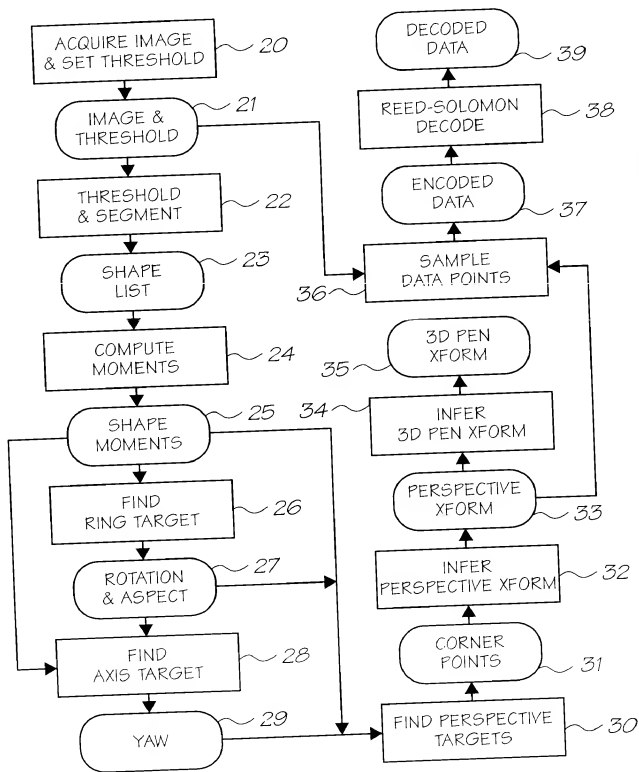 ACQUIRE IMAGE
& SET THRESHOLD
20
IMAGE &
THRESHOLD
21
THRESHOLD
& SEGMENT
22
SHAPE
LIST
23
COMPUTE
MOMENTS
24
SHAPE
MOMENTS
25
FIND
RING TARGET
26
ROTATION
& ASPECT
27
FIND
AXIS TARGET
28
YAW
29
DECODED
DATA
39
REED-SOLOMON
DECODE
38
ENCODED
DATA
37
SAMPLE
DATA POINTS
36
3D PEN
XFORM
35
34
INFER
3D PEN XFORM
PERSPECTIVE
XFORM
33
INFER
PERSPECTIVE XFORM
32
CORNER
POINTS
31
FIND PERSPECTIVE
TARGETS
30